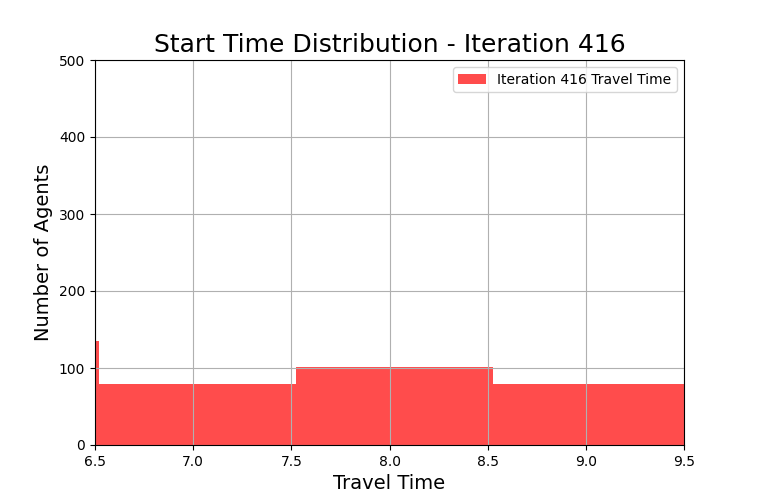 Start Time Distribution - Iteration 416
Iteration 416 Travel Time
Number of Agents
500
400
300
200
100
0
6.5 7.0 7.5 8.0 8.5 9.0 9.5
Travel Time